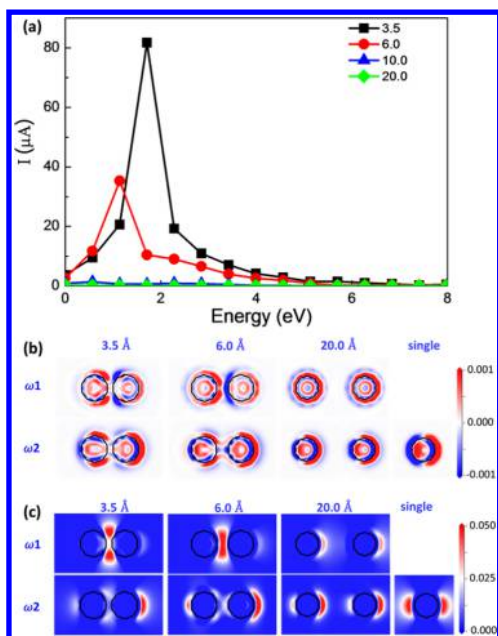 (a)
3.5
6.0
10.0
20.0
80
60
40
20
0
I (μA)
0 2 4 6 8
Energy (eV)
(b) 3.5 Å 6.0 Å 20.0 Å single
ω1
ω2
0.001
0.000
-0.001
(c) 3.5 Å 6.0 Å 20.0 Å single
ω1
ω2
0.050
0.025
0.000